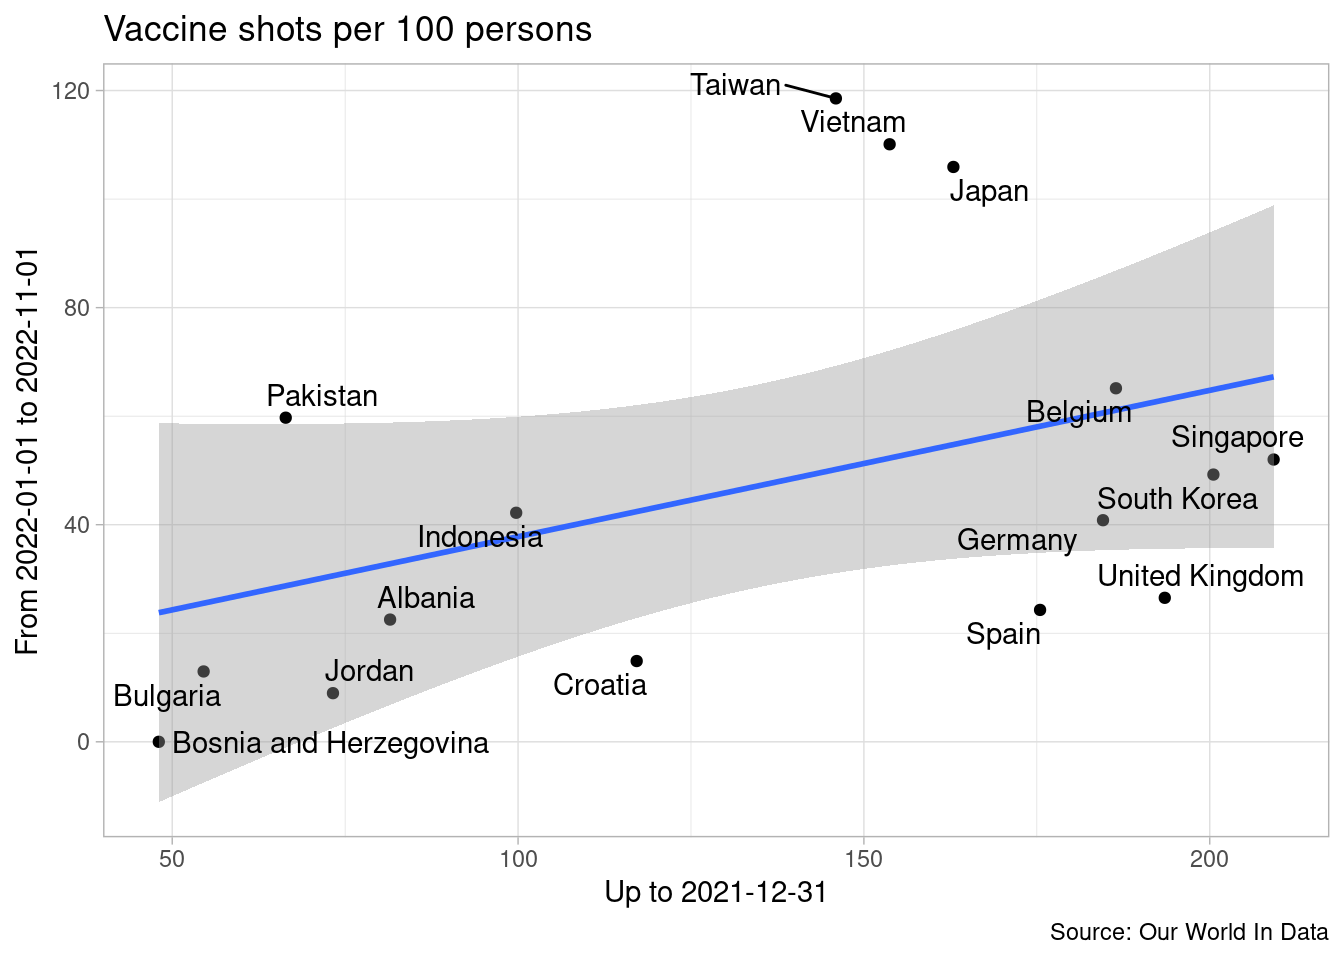 Vaccine shots per 100 persons
From 2022-01-01 to 2022-11-01
120
80
40
0
Taiwan
Vietnam
Japan
Pakistan
Belgium
Singapore
South Korea
Indonesia
Germany
United Kingdom
Albania
Spain
Jordan
Croatia
Bulgaria
Bosnia and Herzegovina
50
100
150
200
Up to 2021-12-31
Source: Our World In Data